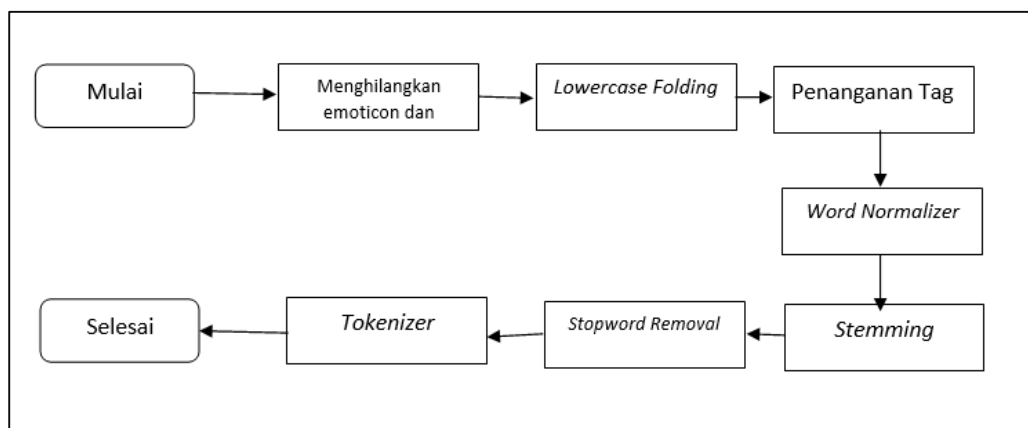 Mulai
Menghilangkan
emoticon dan
Lowercase Folding
Penanganan Tag
Word Normalizer
Stemming
Stopword Removal
Tokenizer
Selesai